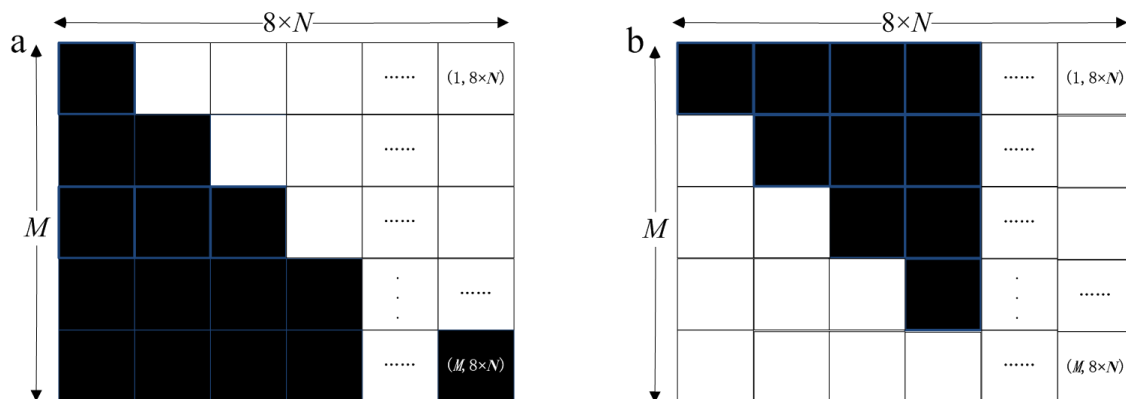 a
8×N
M
......
(1, 8×N)
......
......
......
......
(M, 8×N)
b
8×N
M
......
(1, 8×N)
......
......
......
......
(M, 8×N)